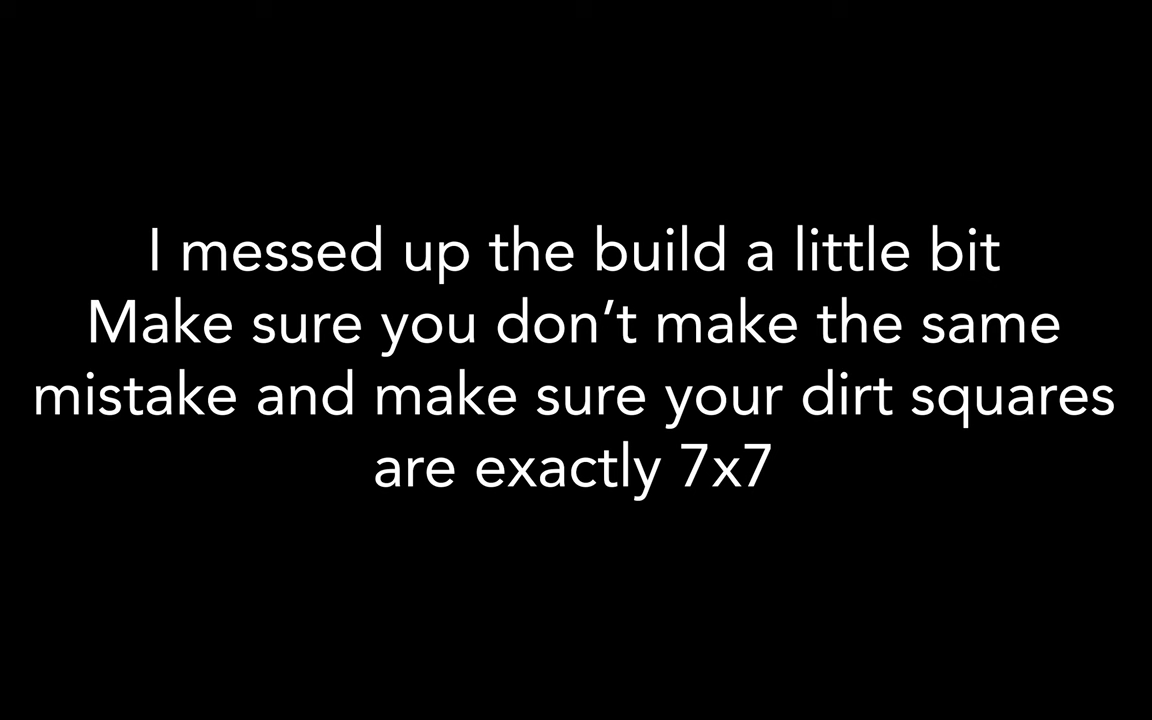 I messed up the build a little bit
Make sure you don’t make the same
mistake and make sure your dirt squares
are exactly 7x7